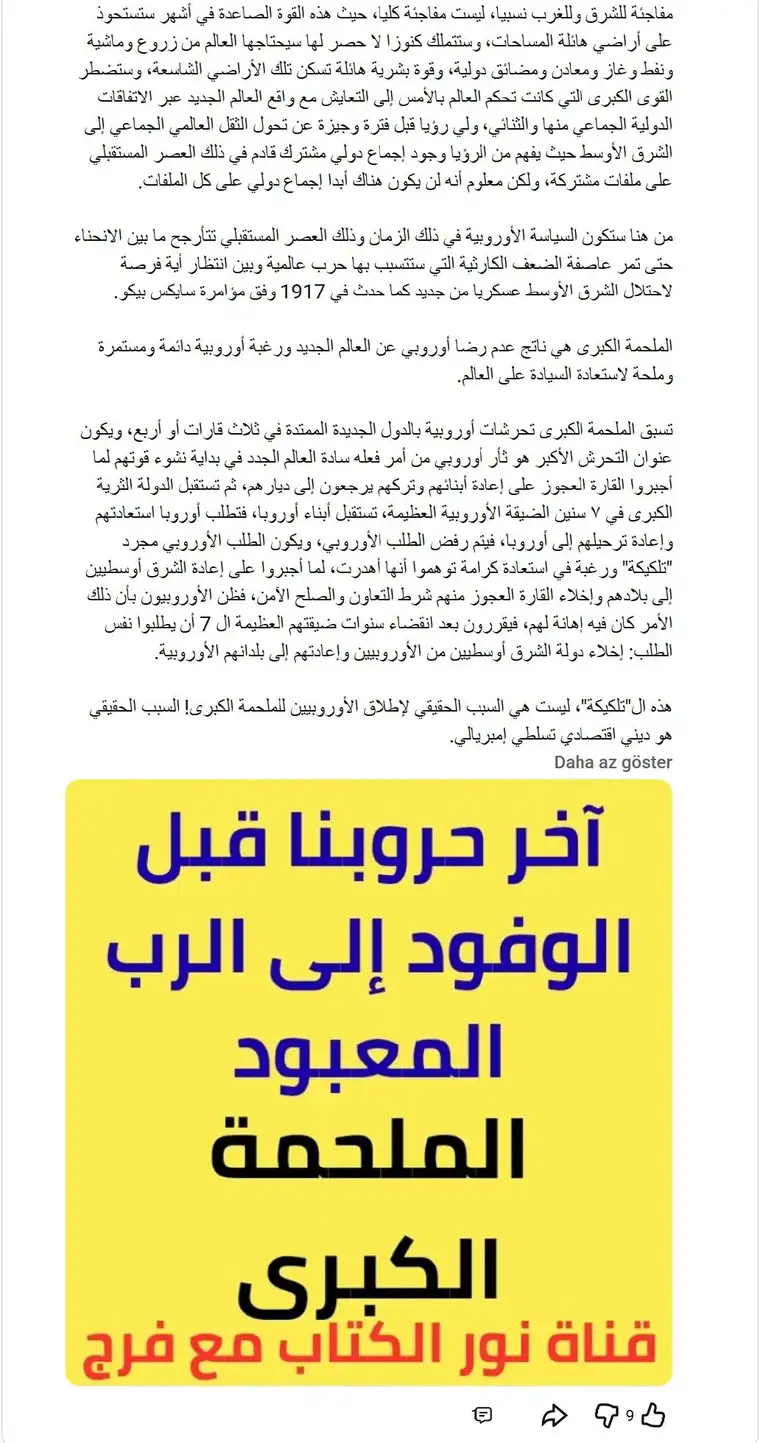 مفاجئة للشرق وللغرب نسبيا، ليست مفاجئة كليا، حيث هذه القوة الصاعدة في أشهر ستستحوذ
على أراضي هائلة المساحات، وستتملك كنوزا لا حصر لها سيحتاجها العالم من زروع وماشية
ونفط وغاز ومعادن ومضائق دولية، وقوة بشرية هائلة تسكن تلك الأراضي الشاسعة، وستضطر
القوى الكبرى التي كانت تحكم العالم بالأمس إلى التعايش مع واقع العالم الجديد عبر الاتفاقات
الدولية الجماعي منها والثنائي، ولي رؤيا قبل فترة وجيزة عن تحول الثقل العالمي الجماعي إلى
الشرق الأوسط حيث يفهم من الرؤيا وجود إجماع دولي مشترك قادم في ذلك العصر المستقبلي
على ملفات مشتركة، ولكن معلوم أنه لن يكون هناك أبدا إجماع دولي على كل الملفات.
من هنا ستكون السياسة الأوروبية في ذلك الزمان وذلك العصر المستقبلي تتأرجح ما بين الانحناء
حتى تمر عاصفة الضعف الكارثية التي ستتسبب بها حرب عالمية وبين انتظار أية فرصة
لاحتلال الشرق الأوسط عسكريا من جديد كما حدث في 1917 وفق مؤامرة سايكس بيكو.
الملحمة الكبرى هي ناتج عدم رضا أوروبي عن العالم الجديد ورغبة أوروبية دائمة ومستمرة
وملحة لاستعادة السيادة على العالم.
تسبق الملحمة الكبرى تحرشات أوروبية بالدول الجديدة الممتدة في ثلاث قارات أو أربع، ويكون
عنوان التحرش الأكبر هو ثأر أوروبي من أمر فعله سادة العالم الجدد في بداية نشوء قوتهم لما
أجبروا القارة العجوز على إعادة أبنائهم وتركهم يرجعون إلى ديارهم، ثم تستقبل الدولة الثرية
الكبرى في ٧ سنين الضيقة الأوروبية العظيمة، تستقبل أبناء أوروبا، فتطلب أوروبا استعادتهم
وإعادة ترحيلهم إلى أوروبا، فيتم رفض الطلب الأوروبي، ويكون الطلب الأوروبي مجرد
"تلكيكة" ورغبة في استعادة كرامة توهموا أنها أهدرت، لما أجبروا على إعادة الشرق أوسطيين
إلى بلادهم وإخلاء القارة العجوز منهم شرط التعاون والصلح الآمن، فظن الأوروبيون بأن ذلك
الأمر كان فيه إهانة لهم، فيقررون بعد انقضاء سنوات ضيقتهم العظيمة ال 7 أن يطلبوا نفس
الطلب: إخلاء دولة الشرق أوسطيين من الأوروبيين وإعادتهم إلى بلدانهم الأوروبية.
هذه ال"تلكيكة"، ليست هي السبب الحقيقي لإطلاق الأوروبيين للملحمة الكبرى! السبب الحقيقي
هو ديني اقتصادي تسلطي إمبريالي.
Daha az göster
آخر حروبنا قبل
الوفود إلى الرب
المعبود
الملحمة
الكبرى
قناة نور الكتاب مع فرج
9